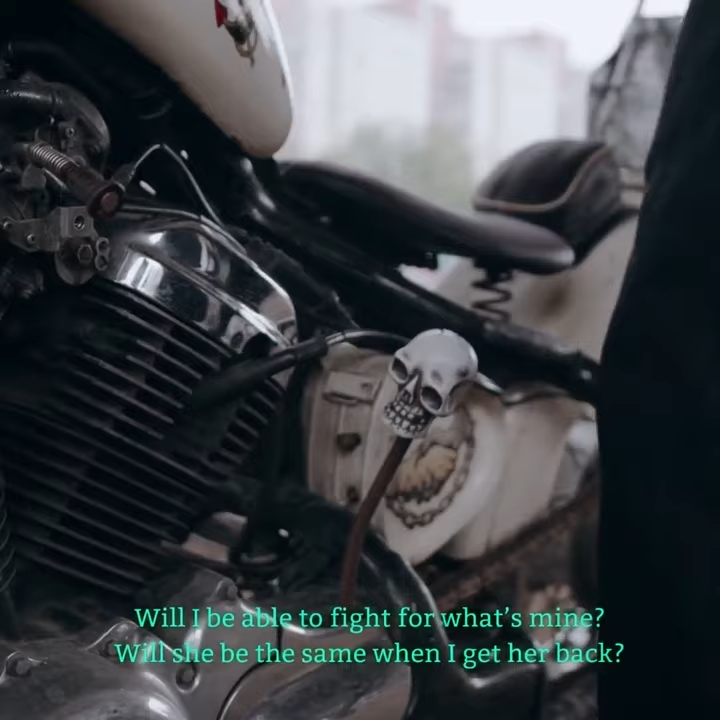 Will I be able to fight for what’s mine?
Will she be the same when I get her back?